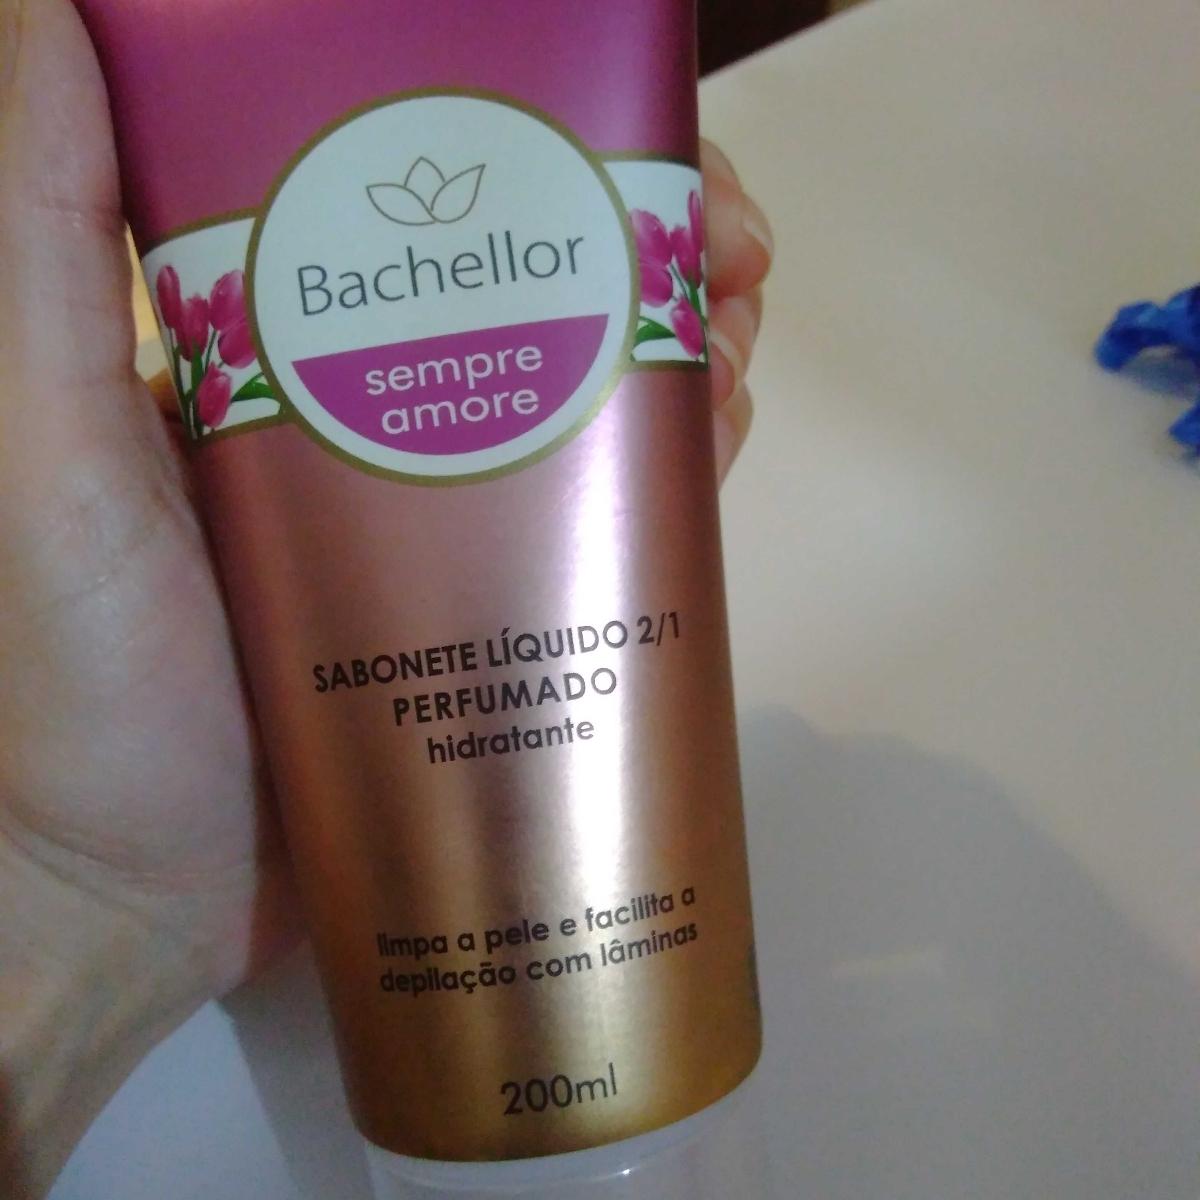 Bachellor
sempre
amore
SABONETE LÍQUIDO 2/1
PERFUMADO
hidratante
limpa a pele e facilita a
depilação com lâminas
200ml